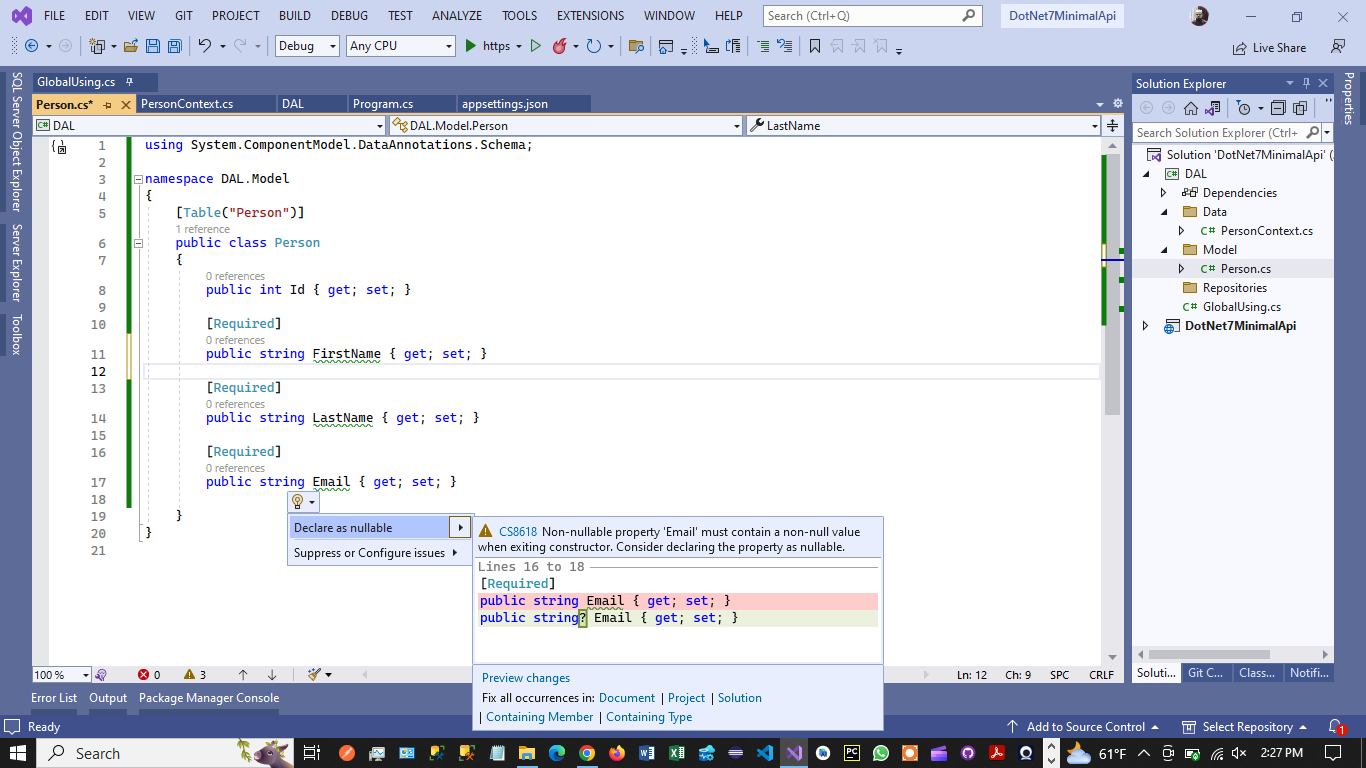 FILE EDIT VIEW GIT PROJECT BUILD DEBUG TEST ANALYZE TOOLS EXTENSIONS WINDOW HELP Search (Ctrl+Q) DotNet7MinimalApi
Debug Any CPU https Live Share
GlobalUsing.cs
Person.cs* PersonContext.cs DAL Program.cs appsettings.json
DAL DAL.Model.Person LastName
SQL Server Object Explorer
Server Explorer
Toolbox
1 using System.ComponentModel.DataAnnotations.Schema;
2
3 namespace DAL.Model
4 {
5 [Table("Person")]
1 reference
6 public class Person
7 {
0 references
8 public int Id { get; set; }
9
10 [Required]
0 references
11 public string FirstName { get; set; }
12
13 [Required]
0 references
14 public string LastName { get; set; }
15
16 [Required]
0 references
17 public string Email { get; set; }
18
19 }
20 }
21
Declare as nullable
Suppress or Configure issues
CS8618 Non-nullable property 'Email' must contain a non-null value
when exiting constructor. Consider declaring the property as nullable.
Lines 16 to 18
[Required]
public string Email { get; set; }
public string? Email { get; set; }
Preview changes
Fix all occurrences in: Document | Project | Solution
| Containing Member | Containing Type
Solution Explorer
Search Solution Explorer (Ctrl+
Solution 'DotNet7MinimalApi' (
DAL
Dependencies
Data
C# PersonContext.cs
Model
C# Person.cs
Repositories
C# GlobalUsing.cs
DotNet7MinimalApi
Properties
Soluti... Git C... Class... Notifi...
100 % 0 3 Ln: 12 Ch: 9 SPC CRLF
Error List Output Package Manager Console
Ready Add to Source Control Select Repository 1
Search 61°F 2:27 PM